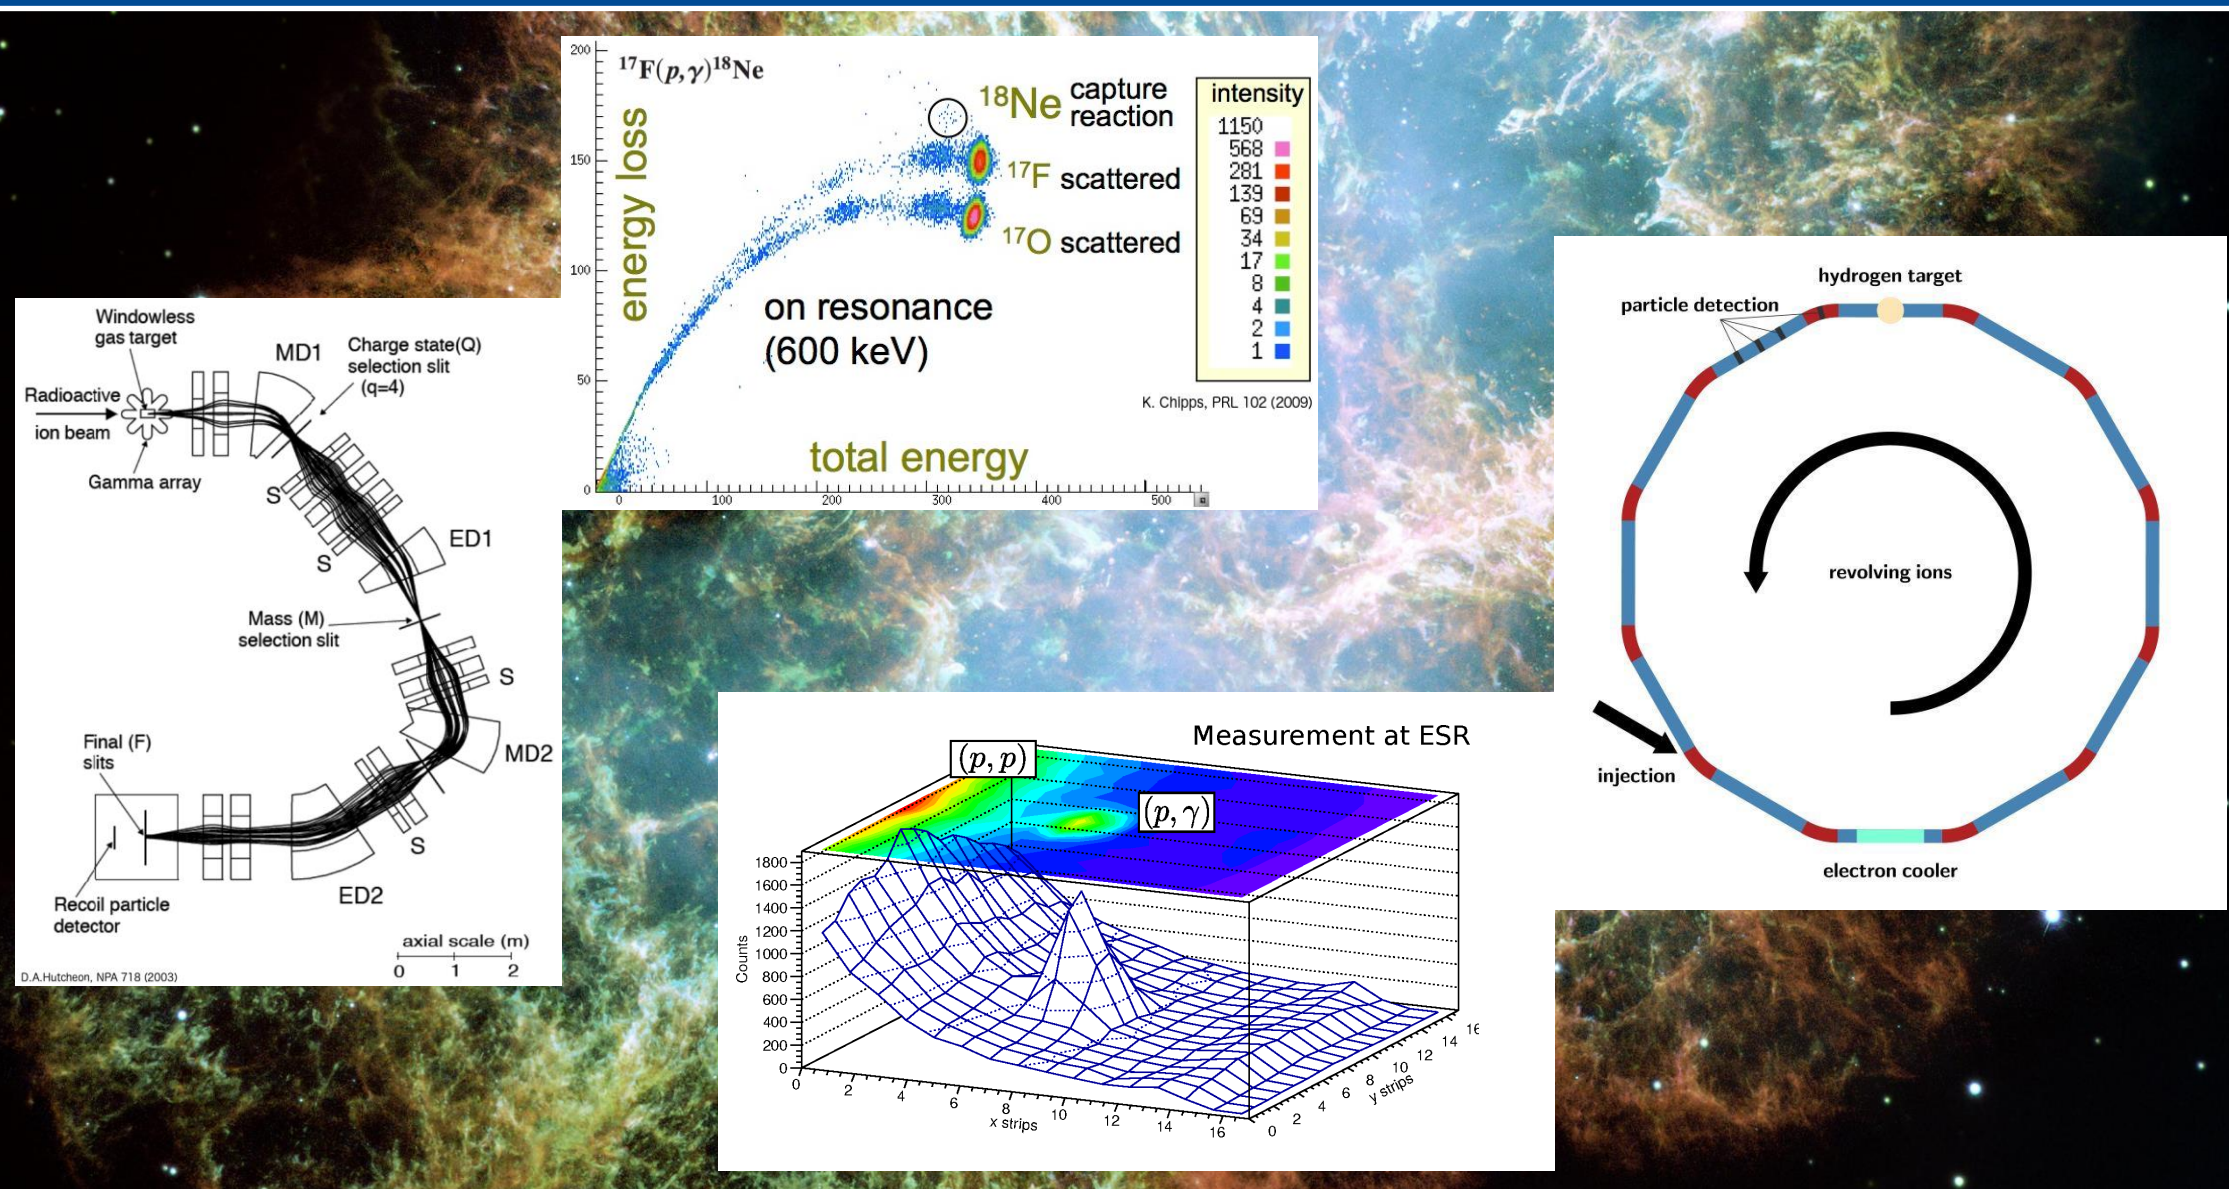 ¹⁷F(p,γ)¹⁸Ne
energy loss
200
150
100
50
0
¹⁸Ne capture
reaction
¹⁷F scattered
¹⁷O scattered
on resonance
(600 keV)
total energy
0 100 200 300 400 500
intensity
1150
568
281
139
69
34
17
8
4
2
1
K. Chipps, PRL 102 (2009)
Windowless
gas target
MD1
Charge state(Q)
selection slit
(q=4)
Radioactive
ion beam
Gamma array
S
S
ED1
Mass (M)
selection slit
S
MD2
Final (F)
slits
S
ED2
Recoil particle
detector
axial scale (m)
0 1 2
D.A.Hutcheon, NPA 718 (2003)
hydrogen target
particle detection
revolving ions
injection
electron cooler
Measurement at ESR
(p, p)
(p, γ)
Counts
1800
1600
1400
1200
1000
800
600
400
200
0
0 2 4 6 8 10 12 14 16
x strips
0 2 4 6 8 10 12 14 16
y strips